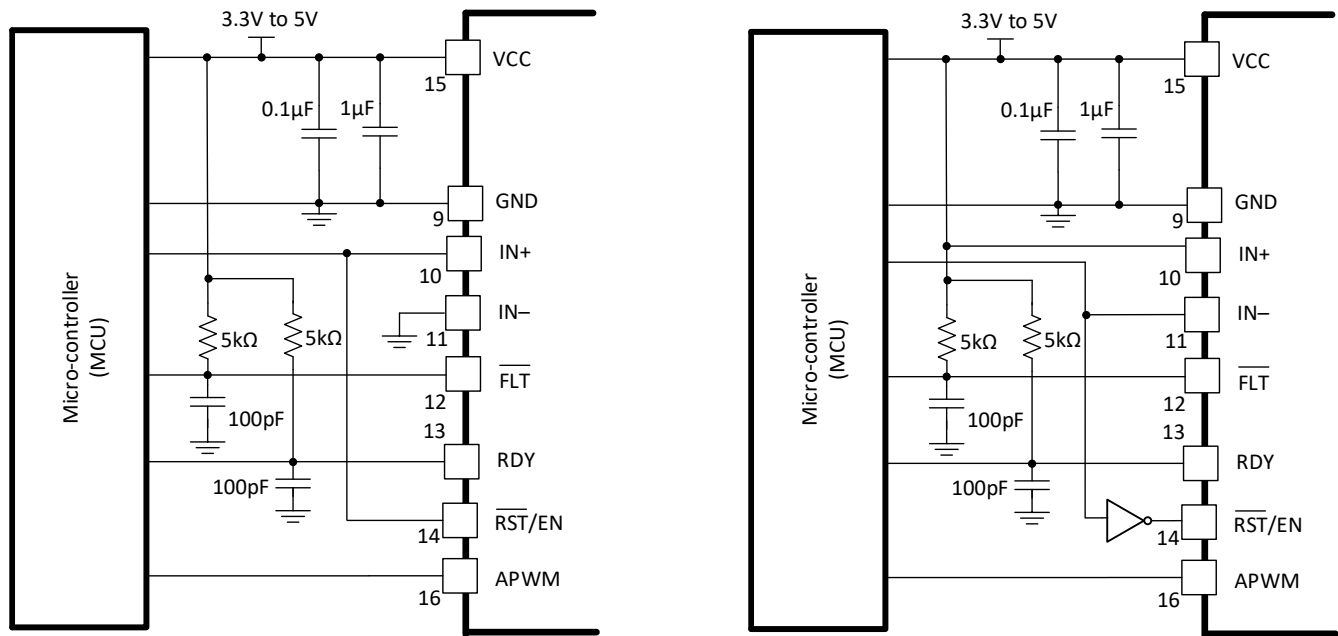 3.3V to 5V
VCC
15
0.1µF
1µF
GND
9
IN+
10
IN–
11
5kΩ
5kΩ
FLT
12
100pF
13
RDY
100pF
RST/EN
14
APWM
16
Micro-controller
(MCU)
3.3V to 5V
VCC
15
0.1µF
1µF
GND
9
IN+
10
IN–
11
5kΩ
5kΩ
FLT
12
100pF
13
RDY
100pF
RST/EN
14
APWM
16
Micro-controller
(MCU)